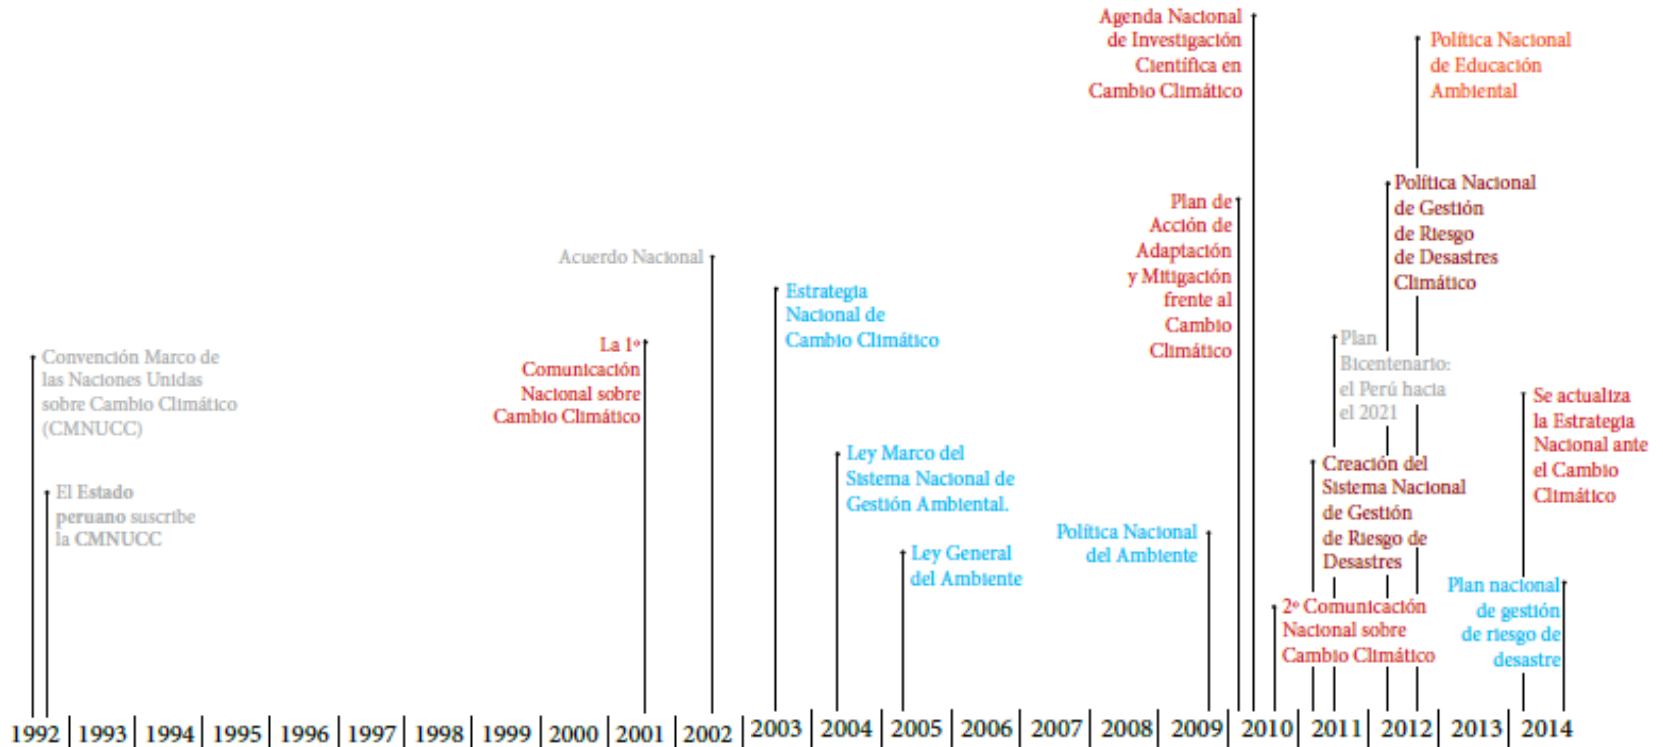 Agenda Nacional
de Investigación
Científica en
Cambio Climático
Política Nacional
de Educación
Ambiental
Política Nacional
de Gestión
de Riesgo
de Desastres
Climático
Plan de
Acción de
Adaptación
y Mitigación
frente al
Cambio
Climático
Acuerdo Nacional
Estrategia
Nacional de
Cambio Climático
La 1º
Comunicación
Nacional sobre
Cambio Climático
Convención Marco de
las Naciones Unidas
sobre Cambio Climático
(CMNUCC)
El Estado
peruano suscribe
la CMNUCC
Ley Marco del
Sistema Nacional de
Gestión Ambiental.
Ley General
del Ambiente
Política Nacional
del Ambiente
Plan
Bicentenario:
el Perú hacia
el 2021
Creación del
Sistema Nacional
de Gestión
de Riesgo de
Desastres
2º Comunicación
Nacional sobre
Cambio Climático
Se actualiza
la Estrategia
Nacional ante
el Cambio
Climático
Plan nacional
de gestión
de riesgo de
desastre
1992 1993 1994 1995 1996 1997 1998 1999 2000 2001 2002 2003 2004 2005 2006 2007 2008 2009 2010 2011 2012 2013 2014